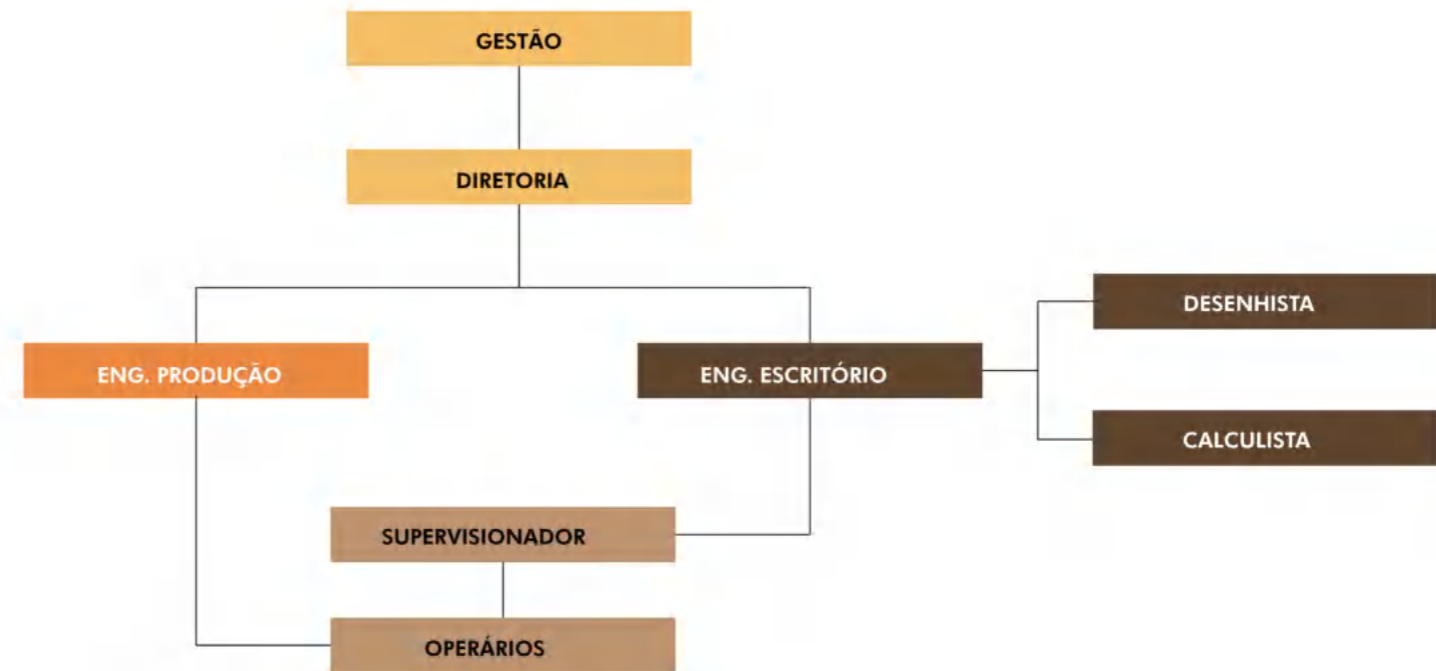 GESTÃO
DIRETORIA
DESENHISTA
ENG. PRODUÇÃO
ENG. ESCRITÓRIO
CALCULISTA
SUPERVISIONADOR
OPERÁRIOS